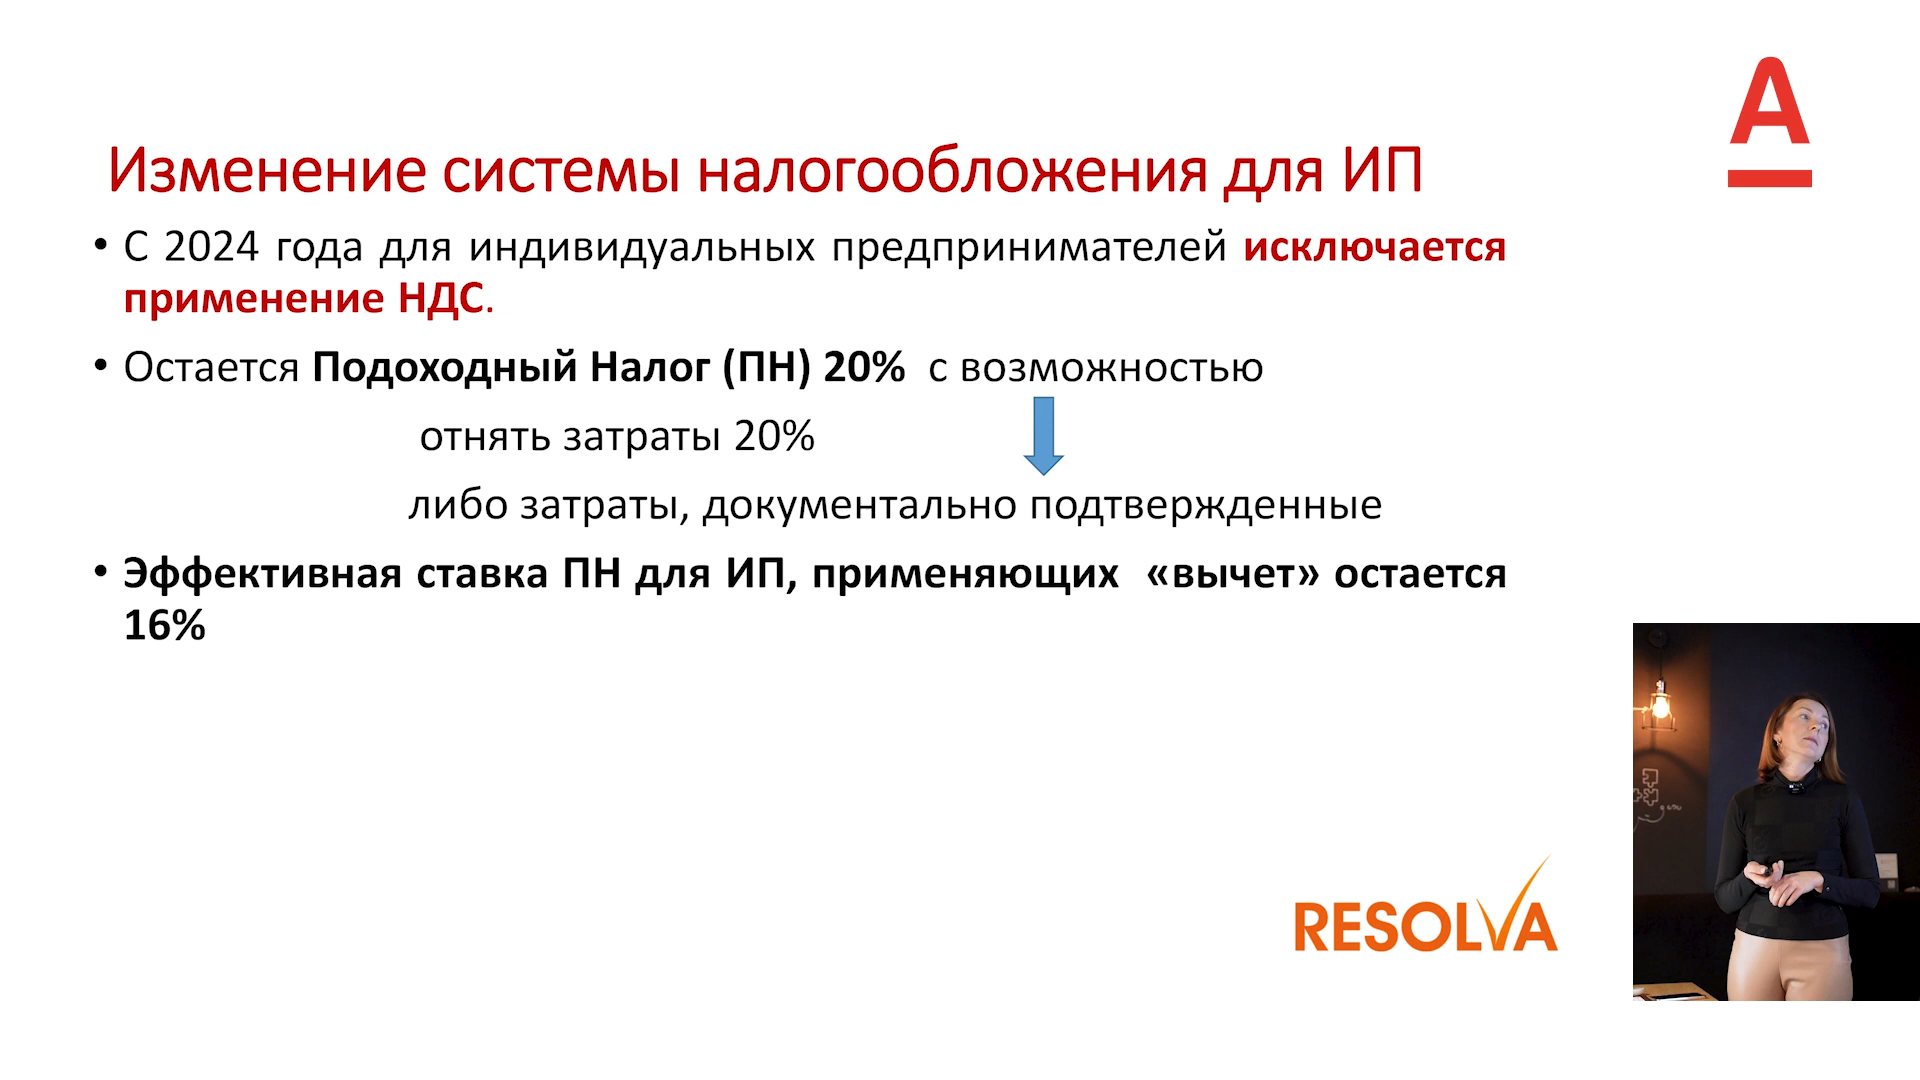 Изменение системы налогообложения для ИП
• С 2024 года для индивидуальных предпринимателей исключается
применение НДС.
• Остается Подоходный Налог (ПН) 20% с возможностью
отнять затраты 20%
либо затраты, документально подтвержденные
• Эффективная ставка ПН для ИП, применяющих «вычет» остается
16%
А
RESOLVA